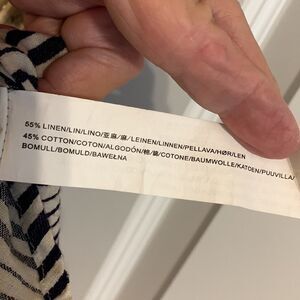 55% LINEN/LIN/LINO/亚麻/麻/LEINEN/LINNEN/PELLAVA/HØR/LEN
45% COTTON/COTON/ALGODÓN/棉/綿/COTONE/BAUMWOLLE/KATOEN/PUUVILLA/
BOMULL/BOMULD/BAWEŁNA